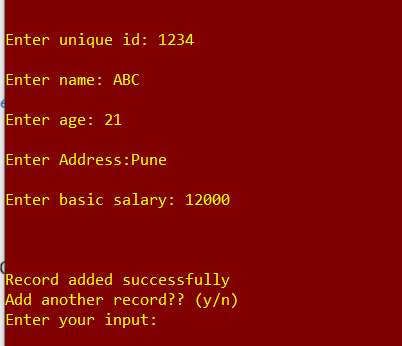 Enter unique id: 1234
Enter name: ABC
Enter age: 21
Enter Address:Pune
Enter basic salary: 12000
Record added successfully
Add another record?? (y/n)
Enter your input: